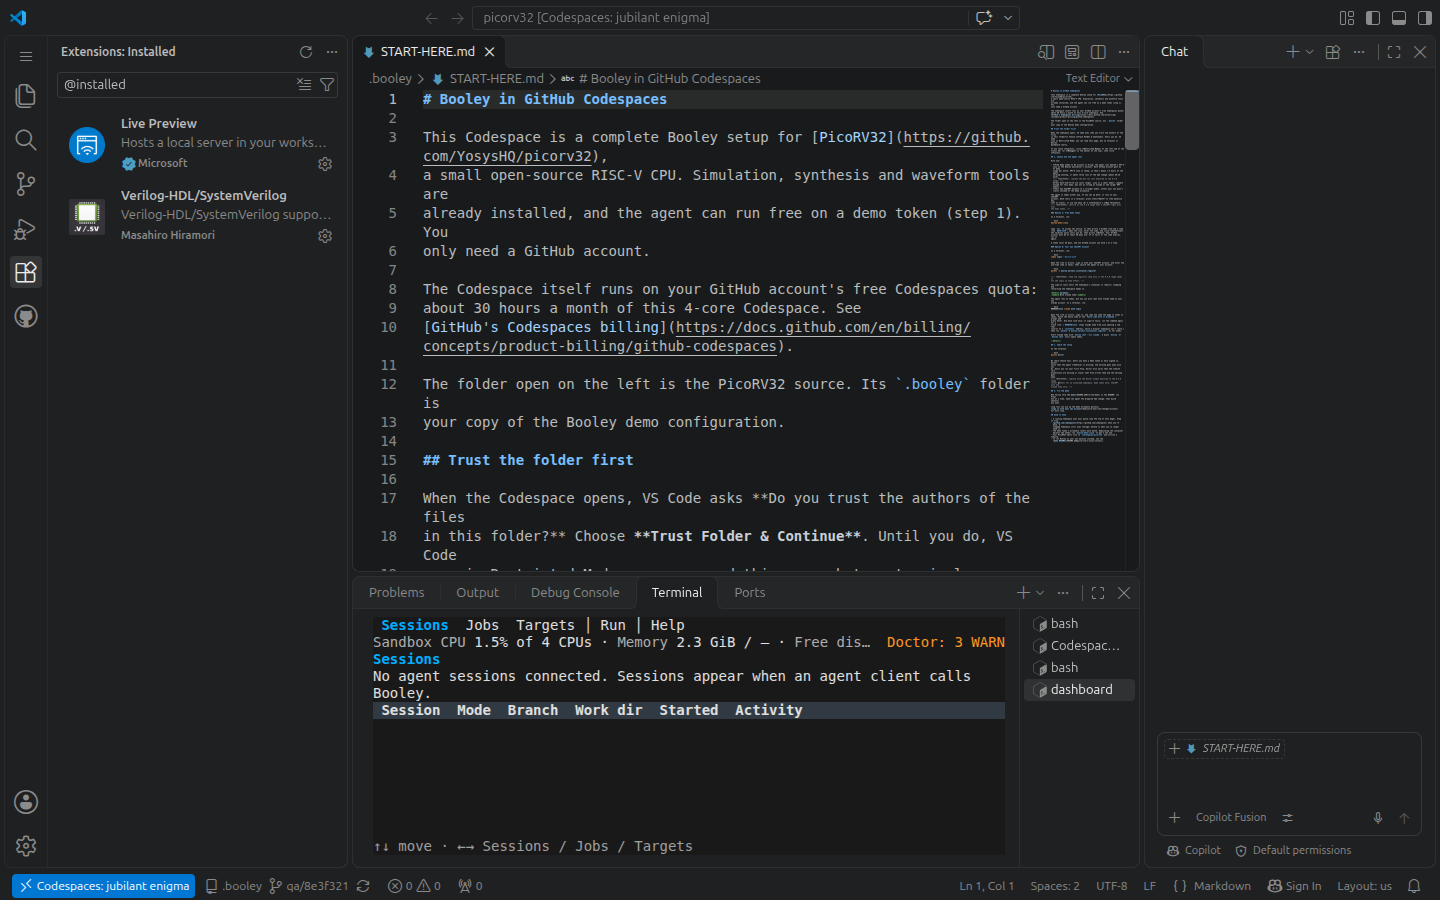 picorv32 [Codespaces: jubilant enigma]
Extensions: Installed
@installed
Live Preview
Hosts a local server in your works...
Microsoft
Verilog-HDL/SystemVerilog
Verilog-HDL/SystemVerilog suppo...
Masahiro Hiramori
.V /.SV
START-HERE.md
.booley > START-HERE.md > abc # Booley in GitHub Codespaces
Text Editor
1 # Booley in GitHub Codespaces
2
3 This Codespace is a complete Booley setup for [PicoRV32](https://github.
com/YosysHQ/picorv32),
4 a small open-source RISC-V CPU. Simulation, synthesis and waveform tools
are
5 already installed, and the agent can run free on a demo token (step 1).
You
6 only need a GitHub account.
7
8 The Codespace itself runs on your GitHub account's free Codespaces quota:
9 about 30 hours a month of this 4-core Codespace. See
10 [GitHub's Codespaces billing](https://docs.github.com/en/billing/
concepts/product-billing/github-codespaces).
11
12 The folder open on the left is the PicoRV32 source. Its `.booley` folder
is
13 your copy of the Booley demo configuration.
14
15 ## Trust the folder first
16
17 When the Codespace opens, VS Code asks **Do you trust the authors of the
files
18 in this folder?** Choose **Trust Folder & Continue**. Until you do, VS
Code
Problems Output Debug Console Terminal Ports
Sessions Jobs Targets | Run | Help
Sandbox CPU 1.5% of 4 CPUs · Memory 2.3 GiB / — · Free dis… Doctor: 3 WARN
Sessions
No agent sessions connected. Sessions appear when an agent client calls
Booley.
Session Mode Branch Work dir Started Activity
↑↓ move · ←→ Sessions / Jobs / Targets
bash
Codespac...
bash
dashboard
Chat
START-HERE.md
Copilot Fusion
Copilot
Default permissions
Codespaces: jubilant enigma .booley qa/8e3f321 0 0 0
Ln 1, Col 1 Spaces: 2 UTF-8 LF { } Markdown Sign In Layout: us